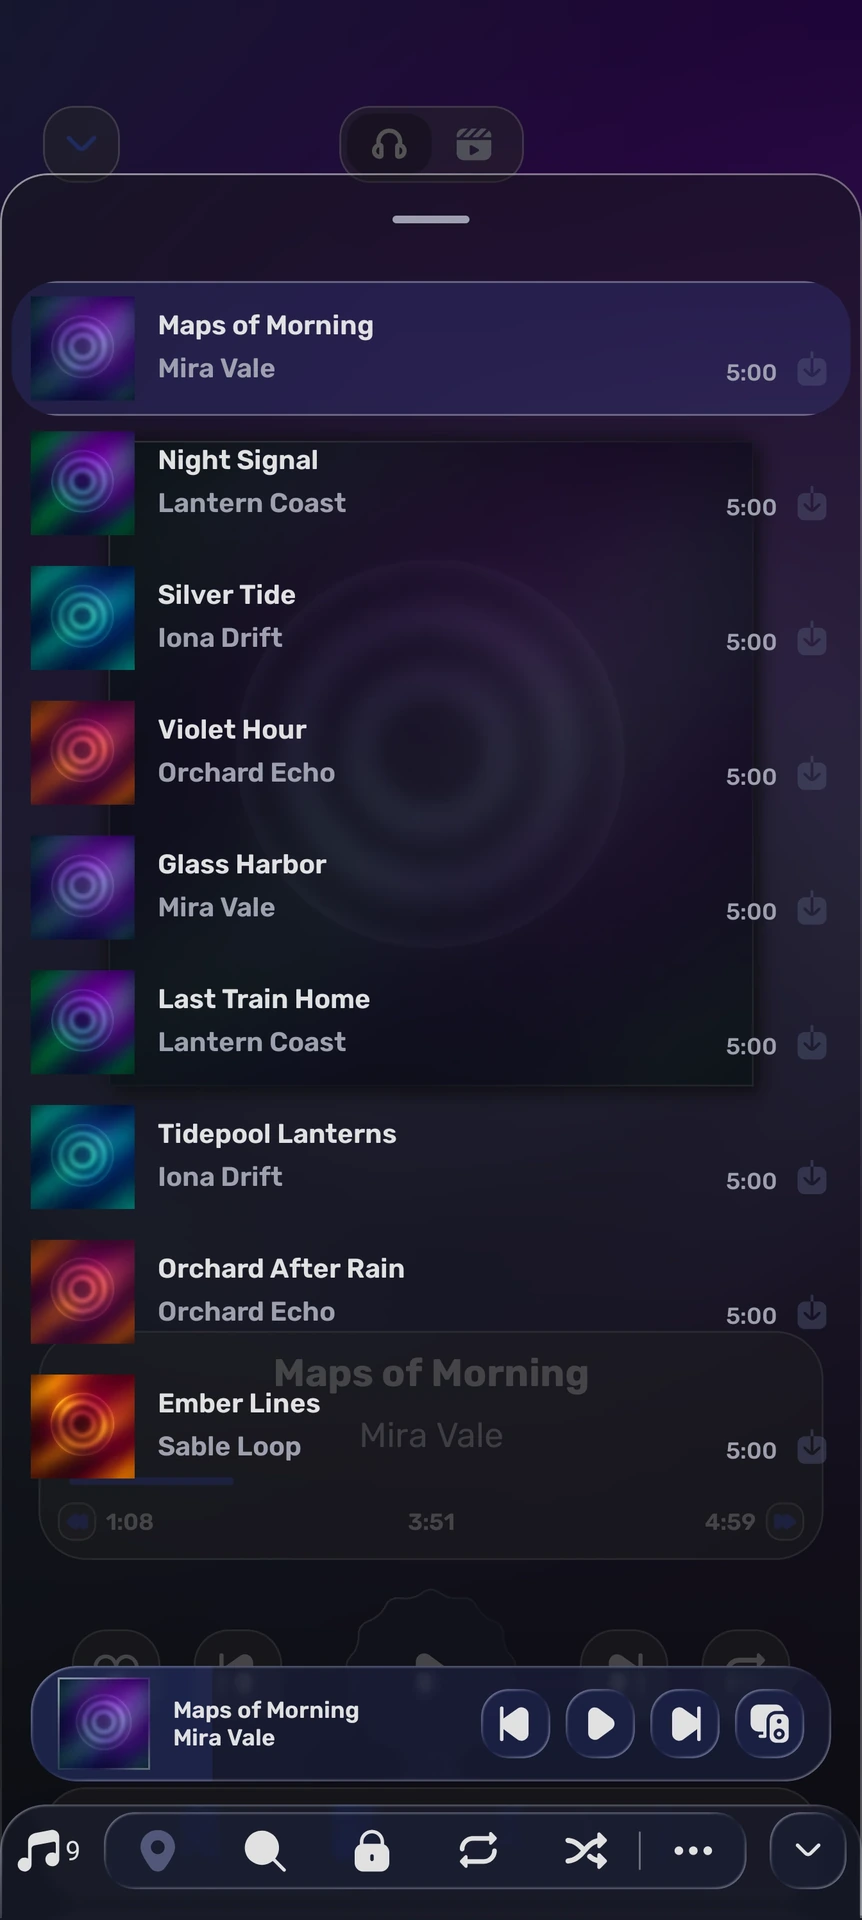 Maps of Morning
Mira Vale
5:00
Night Signal
Lantern Coast
5:00
Silver Tide
Iona Drift
5:00
Violet Hour
Orchard Echo
5:00
Glass Harbor
Mira Vale
5:00
Last Train Home
Lantern Coast
5:00
Tidepool Lanterns
Iona Drift
5:00
Orchard After Rain
Orchard Echo
5:00
Maps of Morning
Ember Lines
Mira Vale
Sable Loop
5:00
1:08 3:51 4:59
Maps of Morning
Mira Vale
9